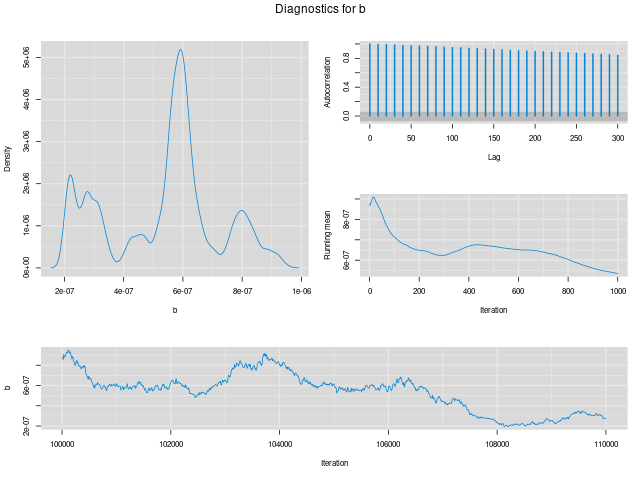 Diagnostics for b
Density
0e+00
1e-06
2e-06
3e-06
4e-06
5e-06
2e-07
4e-07
6e-07
8e-07
1e-06
b
Autocorrelation
0.0
0.4
0.8
0
50
100
150
200
250
300
Lag
Running mean
6e-07
8e-07
0
200
400
600
800
1000
Iteration
b
2e-07
6e-07
100000
102000
104000
106000
108000
110000
Iteration